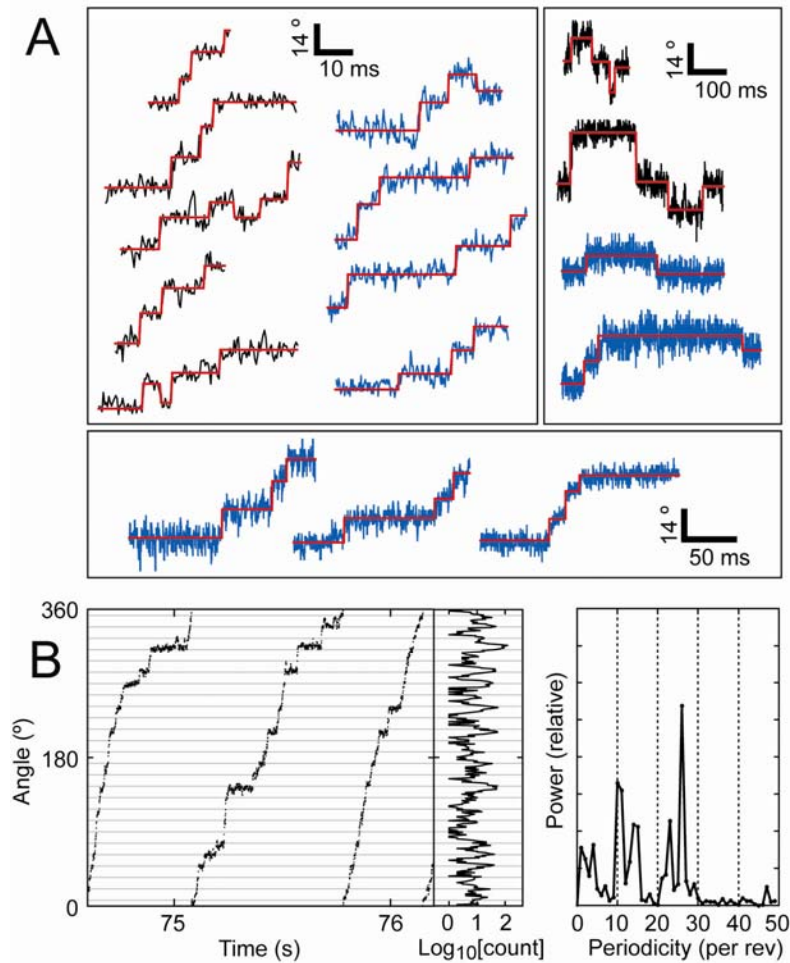 A
14 °
10 ms
14 °
100 ms
14 °
50 ms
B
Angle (º)
360
180
0
75
76
Time (s)
0 1 2
Log10[count]
Power (relative)
0 10 20 30 40 50
Periodicity (per rev)